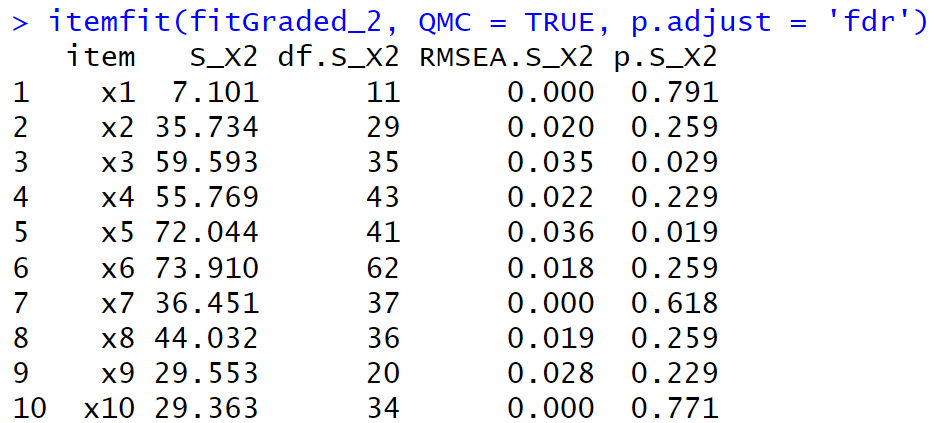 > itemfit(fitGraded_2, QMC = TRUE, p.adjust = 'fdr')
item S_X2 df.S_X2 RMSEA.S_X2 p.S_X2
1 x1 7.101 11 0.000 0.791
2 x2 35.734 29 0.020 0.259
3 x3 59.593 35 0.035 0.029
4 x4 55.769 43 0.022 0.229
5 x5 72.044 41 0.036 0.019
6 x6 73.910 62 0.018 0.259
7 x7 36.451 37 0.000 0.618
8 x8 44.032 36 0.019 0.259
9 x9 29.553 20 0.028 0.229
10 x10 29.363 34 0.000 0.771